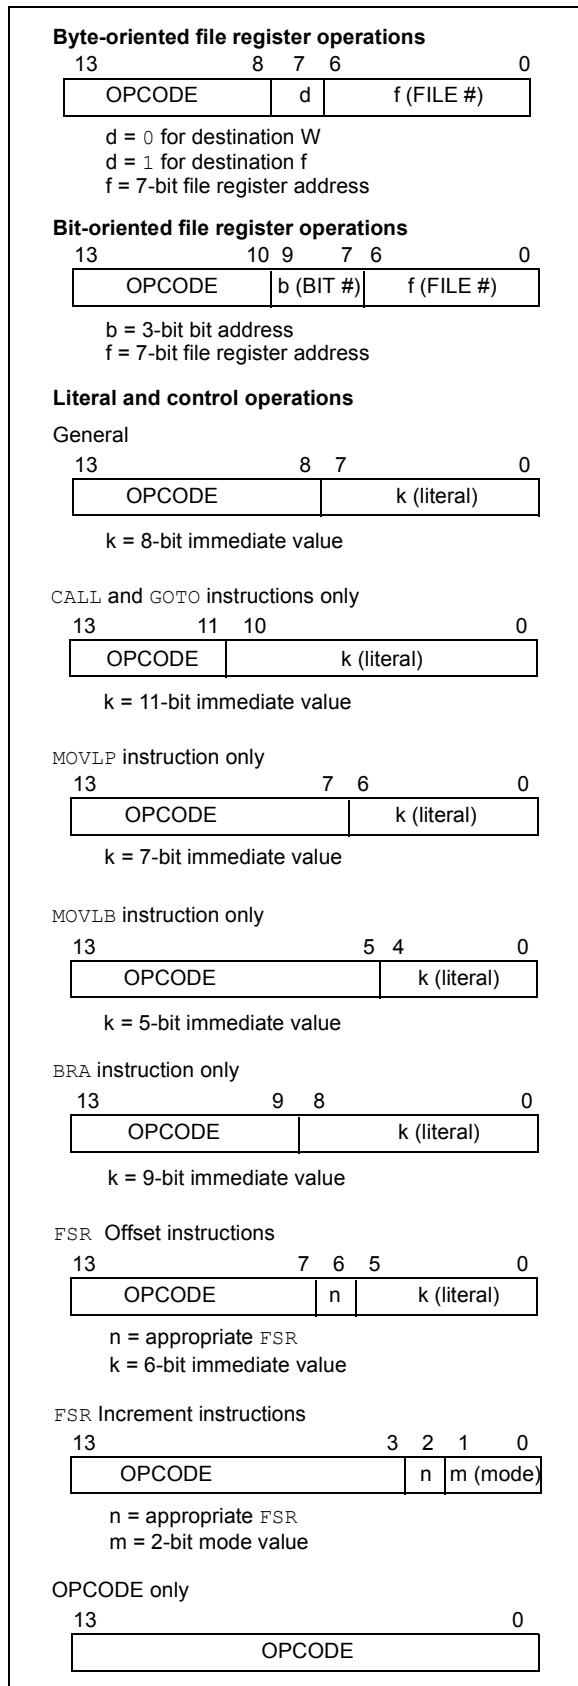 Byte-oriented file register operations
13 8 7 6 0
OPCODE d f (FILE #)
d = 0 for destination W
d = 1 for destination f
f = 7-bit file register address
Bit-oriented file register operations
13 10 9 7 6 0
OPCODE b (BIT #) f (FILE #)
b = 3-bit bit address
f = 7-bit file register address
Literal and control operations
General
13 8 7 0
OPCODE k (literal)
k = 8-bit immediate value
CALL and GOTO instructions only
13 11 10 0
OPCODE k (literal)
k = 11-bit immediate value
MOVLP instruction only
13 7 6 0
OPCODE k (literal)
k = 7-bit immediate value
MOVLB instruction only
13 5 4 0
OPCODE k (literal)
k = 5-bit immediate value
BRA instruction only
13 9 8 0
OPCODE k (literal)
k = 9-bit immediate value
FSR Offset instructions
13 7 6 5 0
OPCODE n k (literal)
n = appropriate FSR
k = 6-bit immediate value
FSR Increment instructions
13 3 2 1 0
OPCODE n m (mode)
n = appropriate FSR
m = 2-bit mode value
OPCODE only
13 0
OPCODE